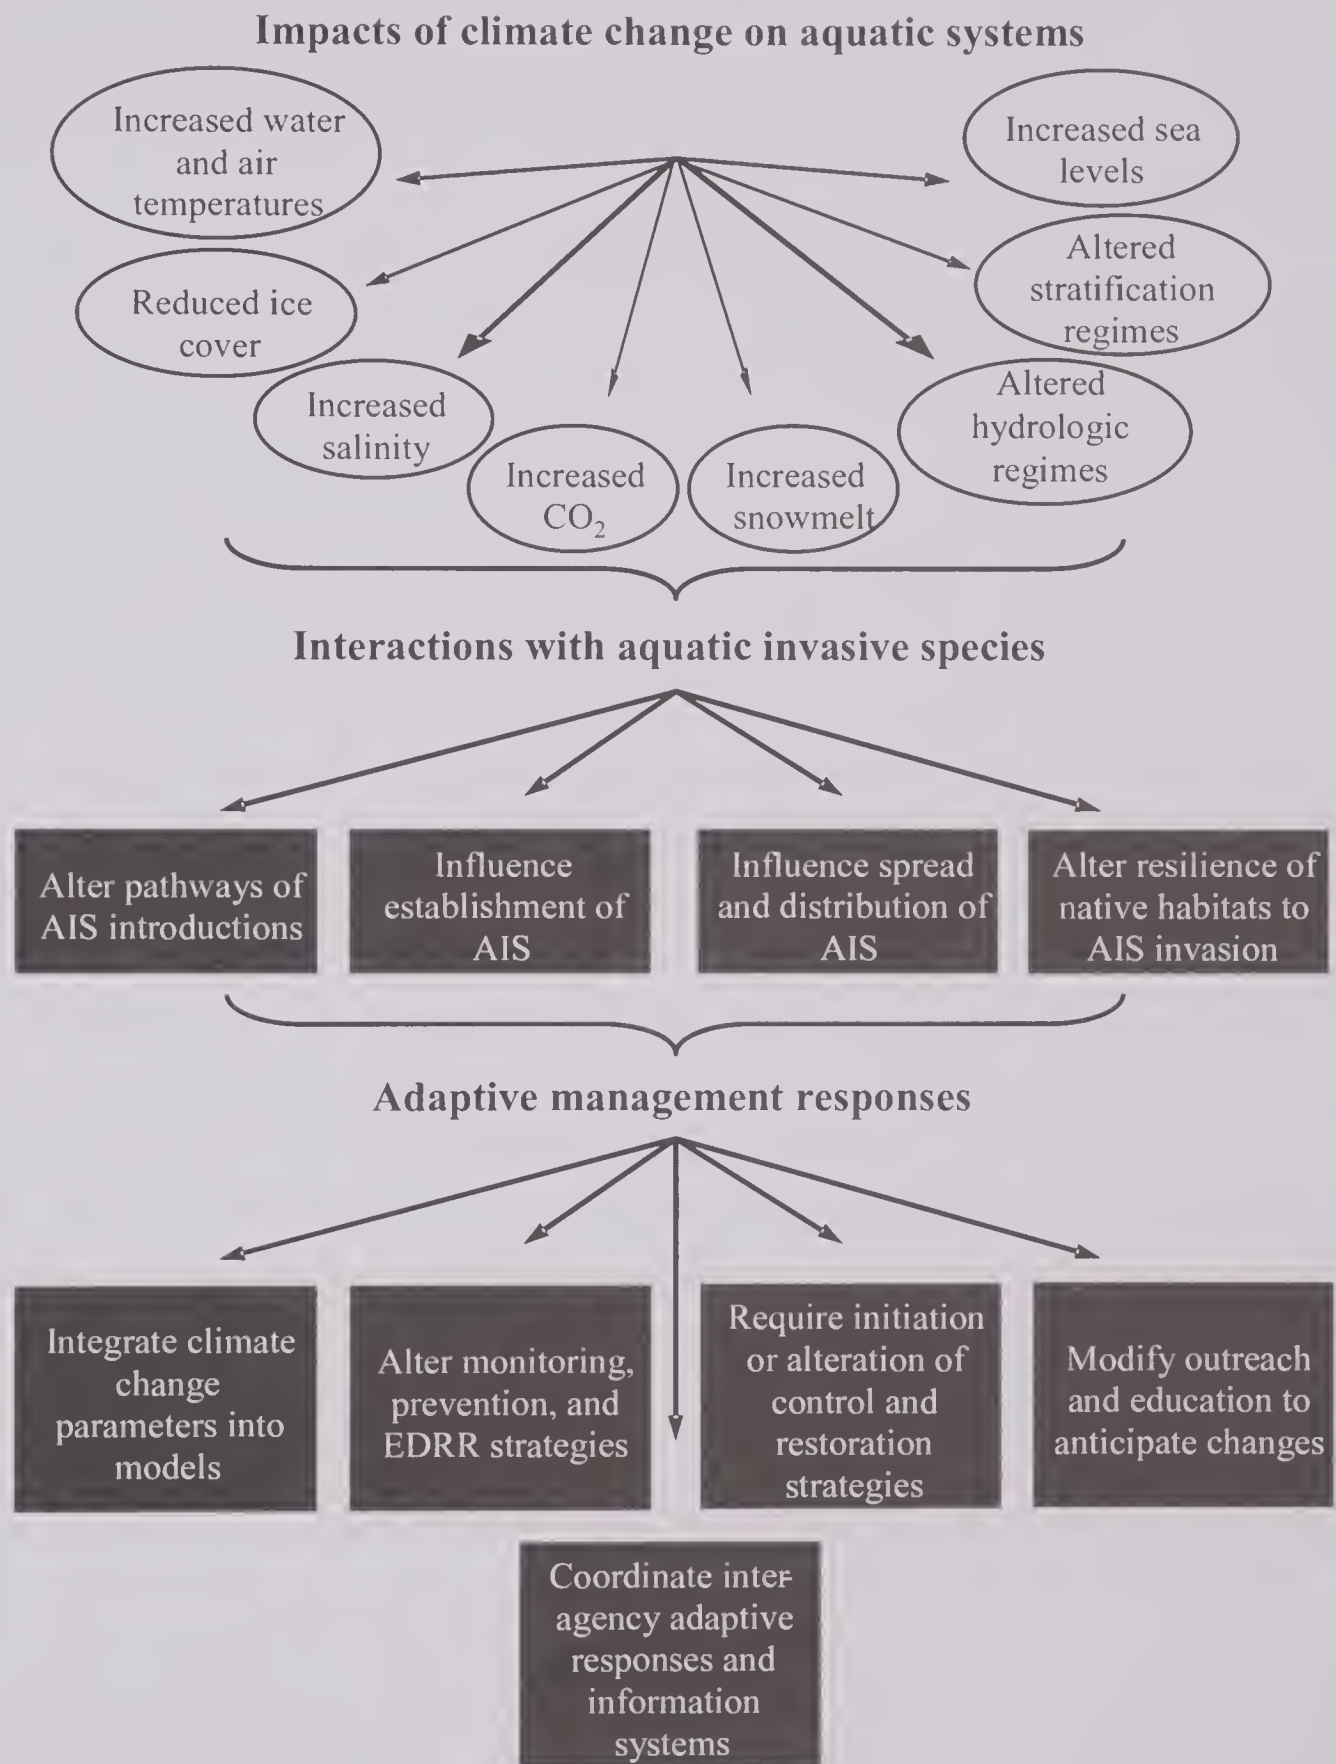 Impacts of climate change on aquatic systems
Increased water
and air
temperatures
Increased sea
levels
Reduced ice
cover
Altered
stratification
regimes
Increased
salinity
Altered
hydrologic
regimes
Increased
CO₂
Increased
snowmelt
Interactions with aquatic invasive species
Alter pathways of
AIS introductions
Influence
establishment of
AIS
Influence spread
and distribution of
AIS
Alter resilience of
native habitats to
AIS invasion
Adaptive management responses
Integrate climate
change
parameters into
models
Alter monitoring,
prevention, and
EDRR strategies
Require initiation
or alteration of
control and
restoration
strategies
Modify outreach
and education to
anticipate changes
Coordinate inter-
agency adaptive
responses and
information
systems